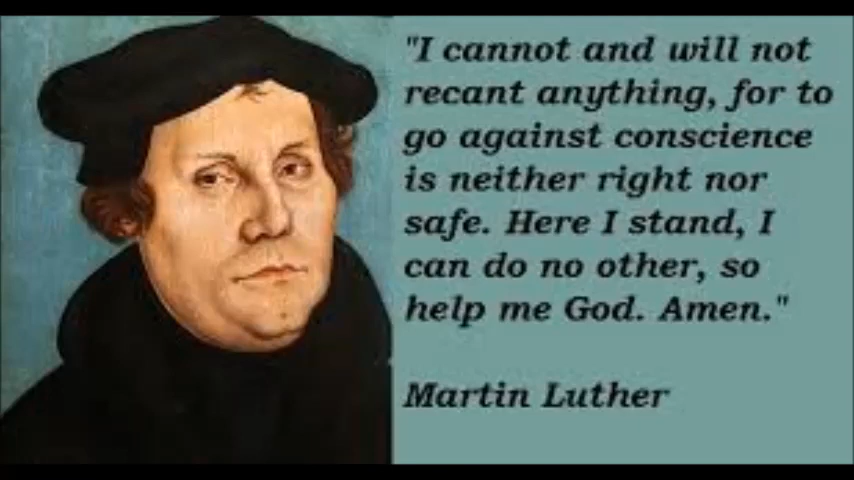 "I cannot and will not
recant anything, for to
go against conscience
is neither right nor
safe. Here I stand, I
can do no other, so
help me God. Amen."
Martin Luther